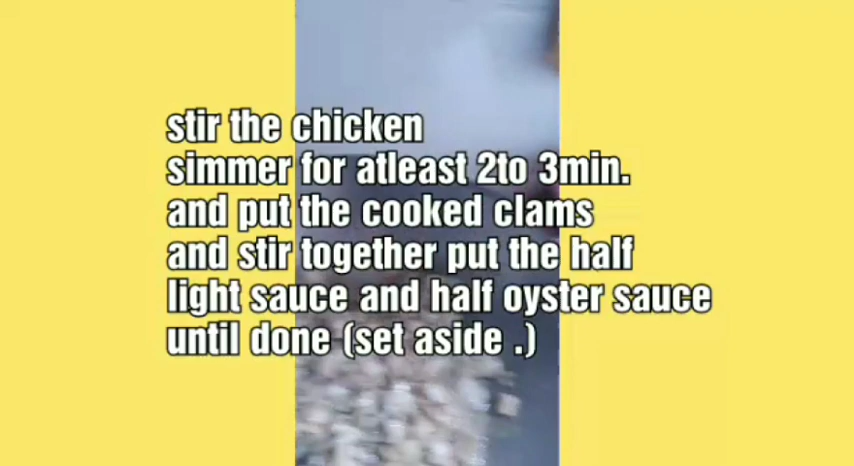 stir the chicken
simmer for atleast 2to 3min.
and put the cooked clams
and stir together put the half
light sauce and half oyster sauce
until done (set aside .)